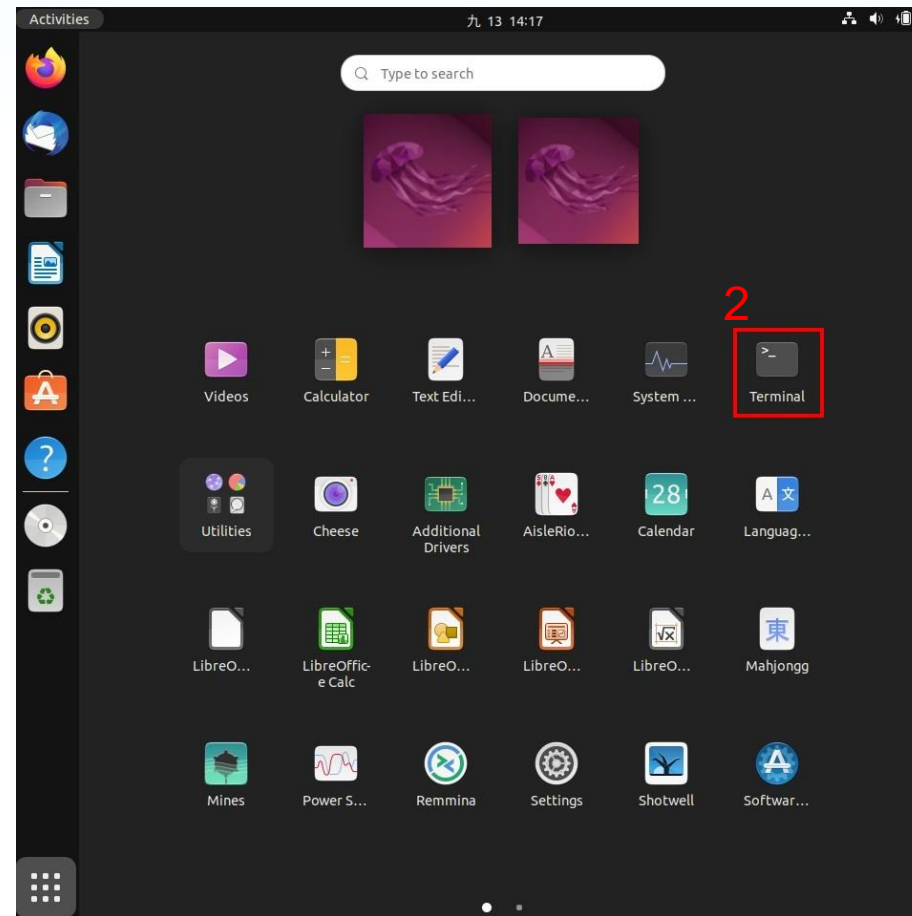 Activities
九 13 14:17
Type to search
2
Videos
Calculator
Text Edi...
Docume...
System ...
Terminal
Utilities
Cheese
Additional
Drivers
AisleRio...
Calendar
Languag...
LibreO...
LibreOffic-
e Calc
LibreO...
LibreO...
LibreO...
Mahjongg
Mines
Power S...
Remmina
Settings
Shotwell
Softwar...